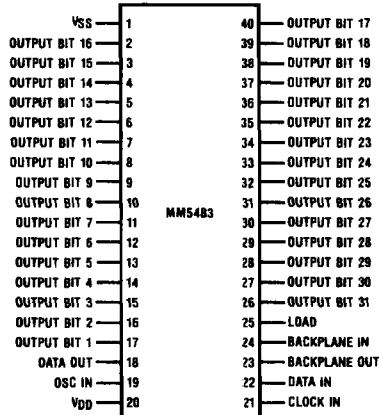 VSS 1 40 OUTPUT BIT 17
OUTPUT BIT 16 2 39 OUTPUT BIT 18
OUTPUT BIT 15 3 38 OUTPUT BIT 19
OUTPUT BIT 14 4 37 OUTPUT BIT 20
OUTPUT BIT 13 5 36 OUTPUT BIT 21
OUTPUT BIT 12 6 35 OUTPUT BIT 22
OUTPUT BIT 11 7 34 OUTPUT BIT 23
OUTPUT BIT 10 8 33 OUTPUT BIT 24
OUTPUT BIT 9 9 32 OUTPUT BIT 25
OUTPUT BIT 8 10 31 OUTPUT BIT 26
MM5483
OUTPUT BIT 7 11 30 OUTPUT BIT 27
OUTPUT BIT 6 12 29 OUTPUT BIT 28
OUTPUT BIT 5 13 28 OUTPUT BIT 29
OUTPUT BIT 4 14 27 OUTPUT BIT 30
OUTPUT BIT 3 15 26 OUTPUT BIT 31
OUTPUT BIT 2 16 25 LOAD
OUTPUT BIT 1 17 24 BACKPLANE IN
DATA OUT 18 23 BACKPLANE OUT
OSC IN 19 22 DATA IN
VDD 20 21 CLOCK IN